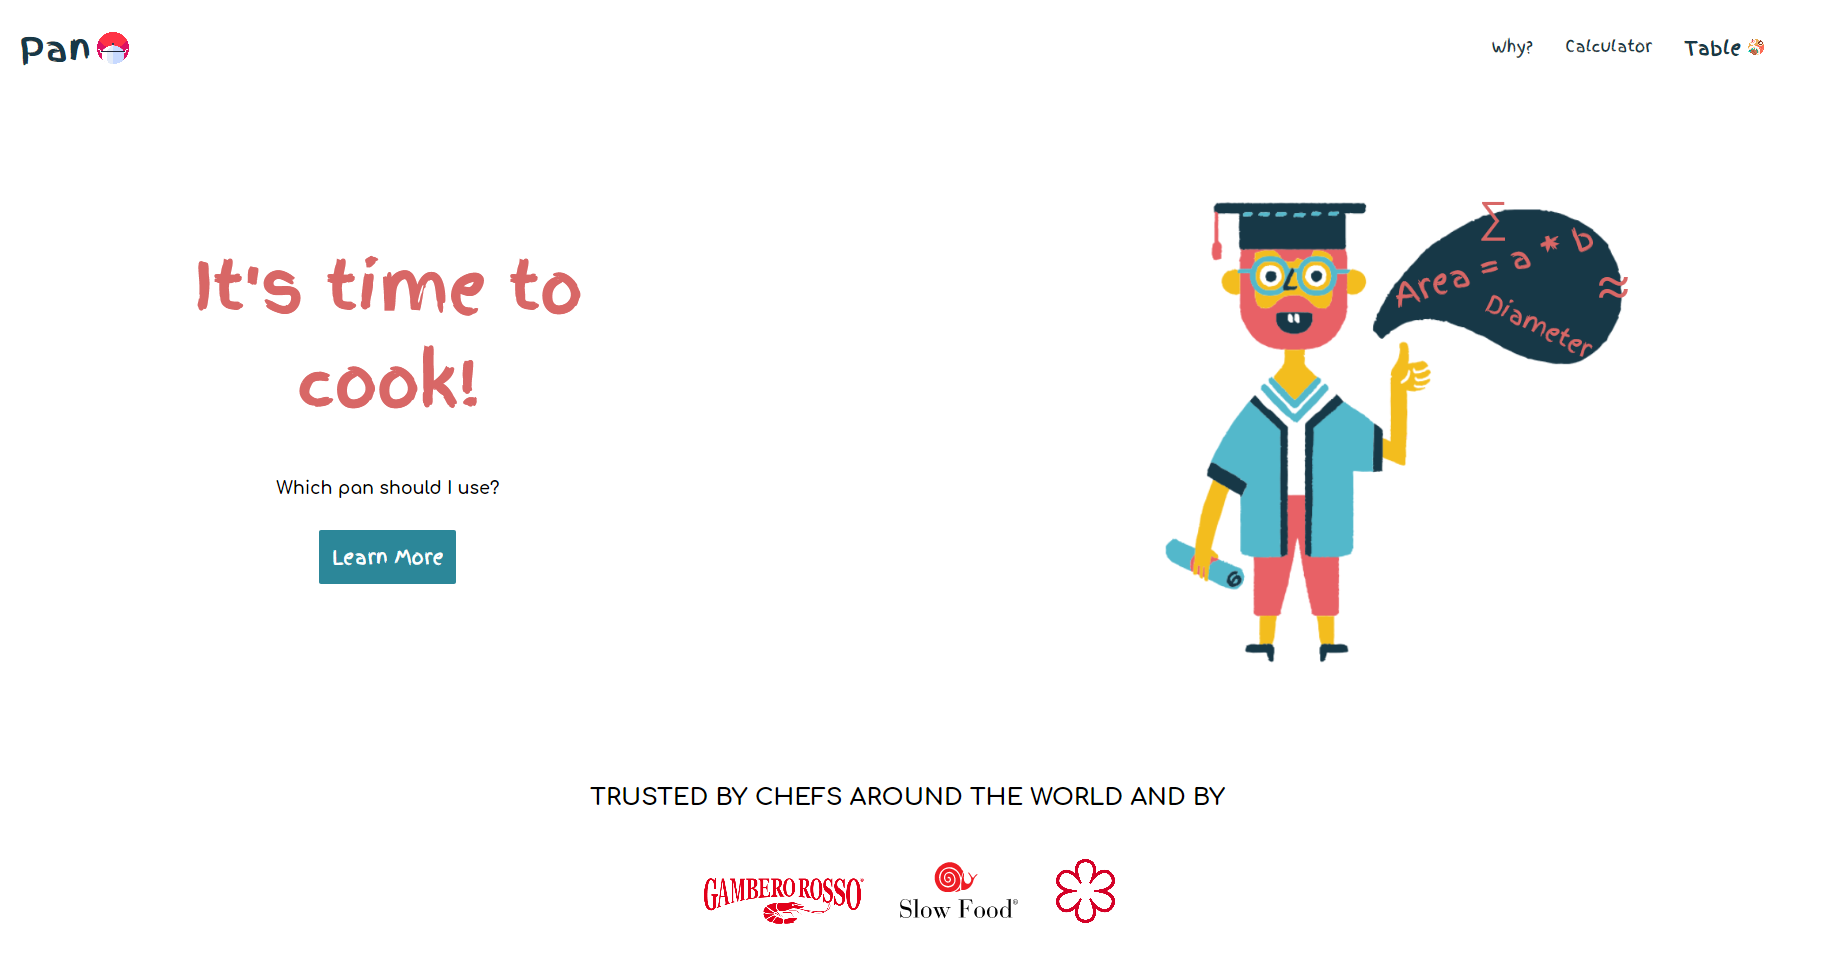 Pan
Why? Calculator Table
It's time to
cook!
Which pan should I use?
Learn More
∑
Area = a * b
≈
Diameter
6
TRUSTED BY CHEFS AROUND THE WORLD AND BY
GAMBERO ROSSO®
Slow Food®